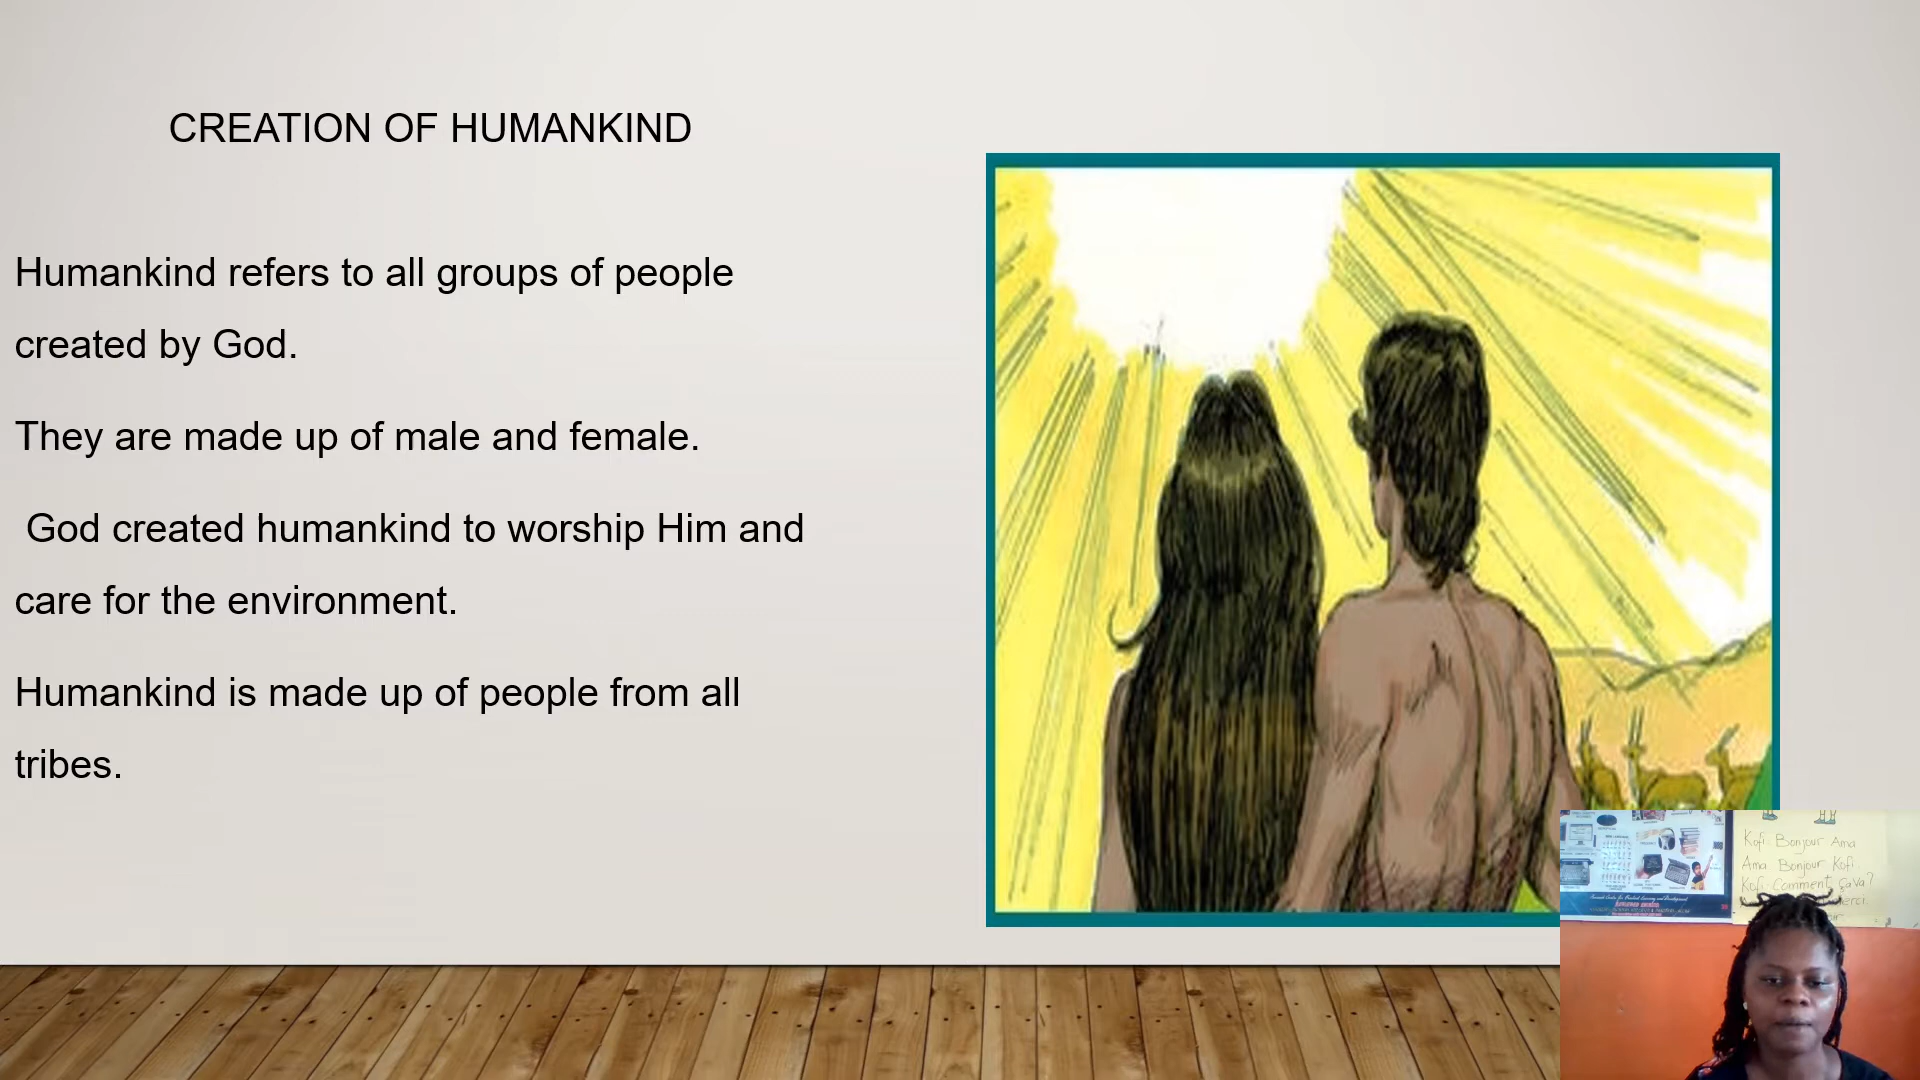 CREATION OF HUMANKIND
Humankind refers to all groups of people
created by God.
They are made up of male and female.
God created humankind to worship Him and
care for the environment.
Humankind is made up of people from all
tribes.
Kofi: Bonjour Ama
Ama Bonjour Kofi
Kofi: Comment ça va?